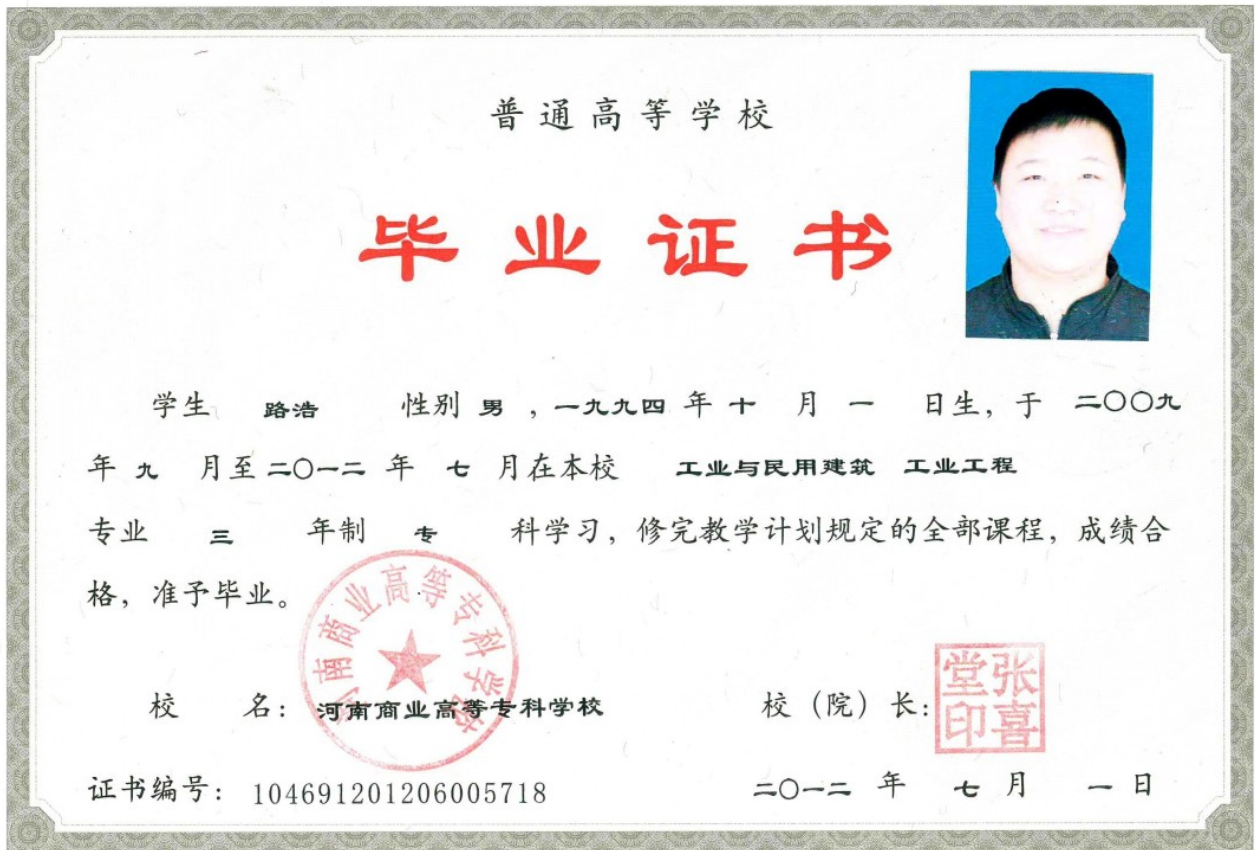 普通高等学校
毕业证书
学生 路浩 性别 男 ，一九九四 年 十 月 一 日生，于 二〇〇九
年 九 月至 二〇一二 年 七 月在本校 工业与民用建筑 工业工程
专业 三 年制 专 科学习，修完教学计划规定的全部课程，成绩合
格，准予毕业。
河南商业高等专科学校
校 名：河南商业高等专科学校
校（院）长：
张喜堂印
证书编号：104691201206005718
二〇一二 年 七 月 一 日